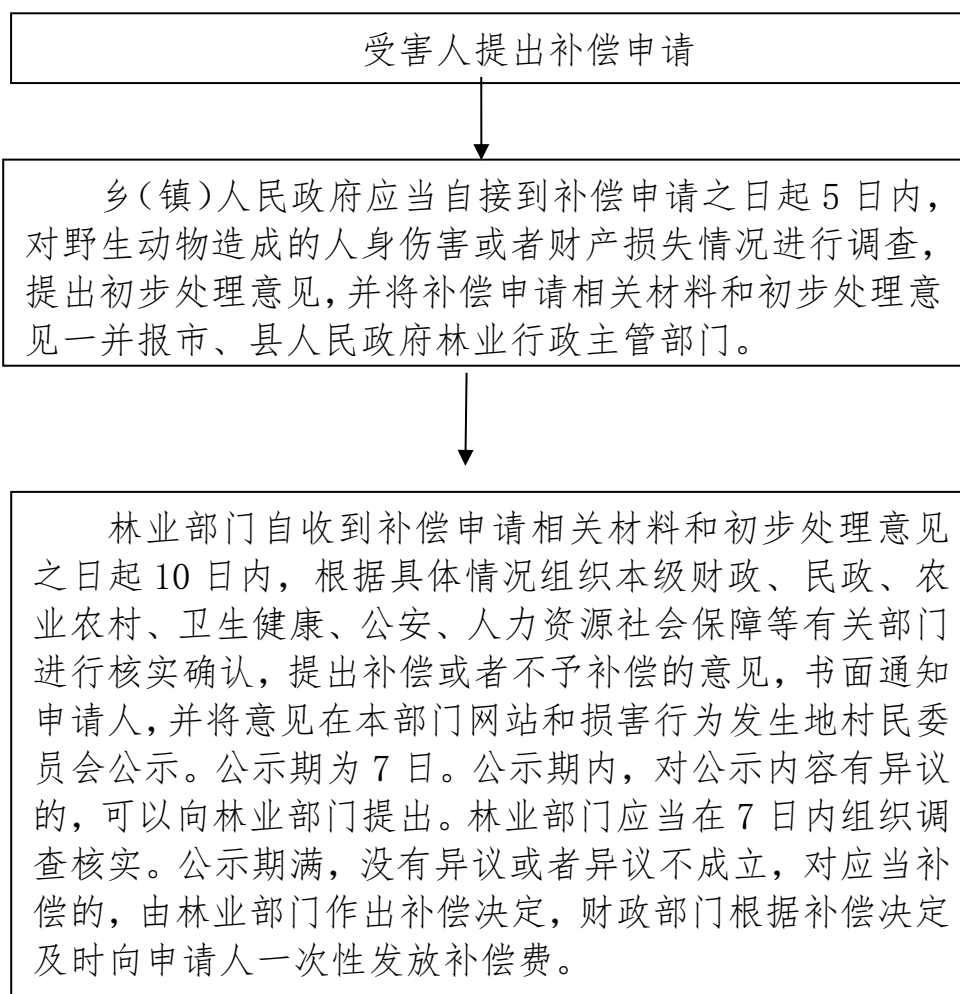 受害人提出补偿申请
乡(镇)人民政府应当自接到补偿申请之日起 5 日内，
对野生动物造成的人身伤害或者财产损失情况进行调查，
提出初步处理意见，并将补偿申请相关材料和初步处理意
见一并报市、县人民政府林业行政主管部门。
林业部门自收到补偿申请相关材料和初步处理意见
之日起 10 日内，根据具体情况组织本级财政、民政、农
业农村、卫生健康、公安、人力资源社会保障等有关部门
进行核实确认，提出补偿或者不予补偿的意见，书面通知
申请人，并将意见在本部门网站和损害行为发生地村民委
员会公示。公示期为 7 日。公示期内，对公示内容有异议
的，可以向林业部门提出。林业部门应当在 7 日内组织调
查核实。公示期满，没有异议或者异议不成立，对应当补
偿的，由林业部门作出补偿决定，财政部门根据补偿决定
及时向申请人一次性发放补偿费。